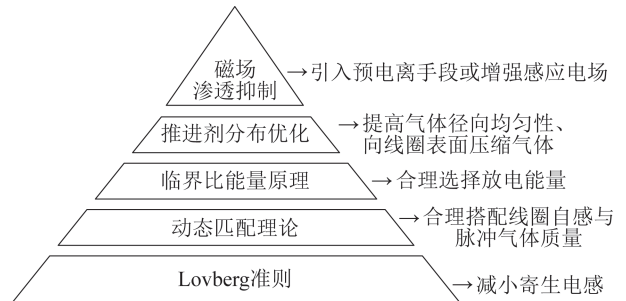 磁场
渗透抑制
→引入预电离手段或增强感应电场
推进剂分布优化
→提高气体径向均匀性、
向线圈表面压缩气体
临界比能量原理
→合理选择放电能量
动态匹配理论
→合理搭配线圈自感与
脉冲气体质量
Lovberg准则
→减小寄生电感